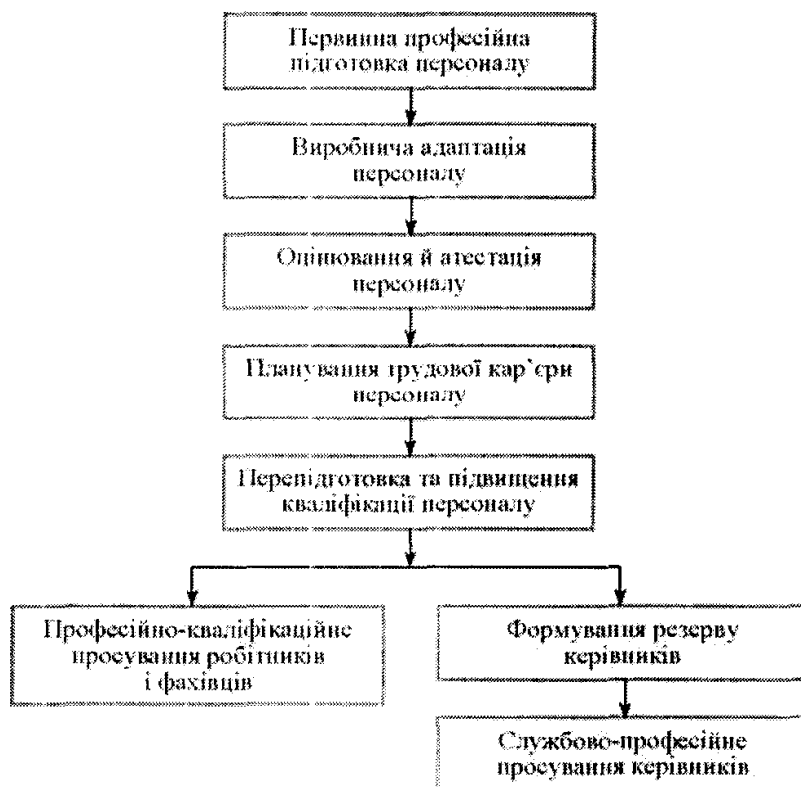 Первинна професійна
підготовка персоналу
Виробнича адаптація
персоналу
Оцінювання й атестація
персоналу
Планування трудової кар’єри
персоналу
Перепідготовка та підвищення
кваліфікації персоналу
Професійно-кваліфікаційне
просування робітників
і фахівців
Формування резерву
керівників
Службово-професійне
просування керівників